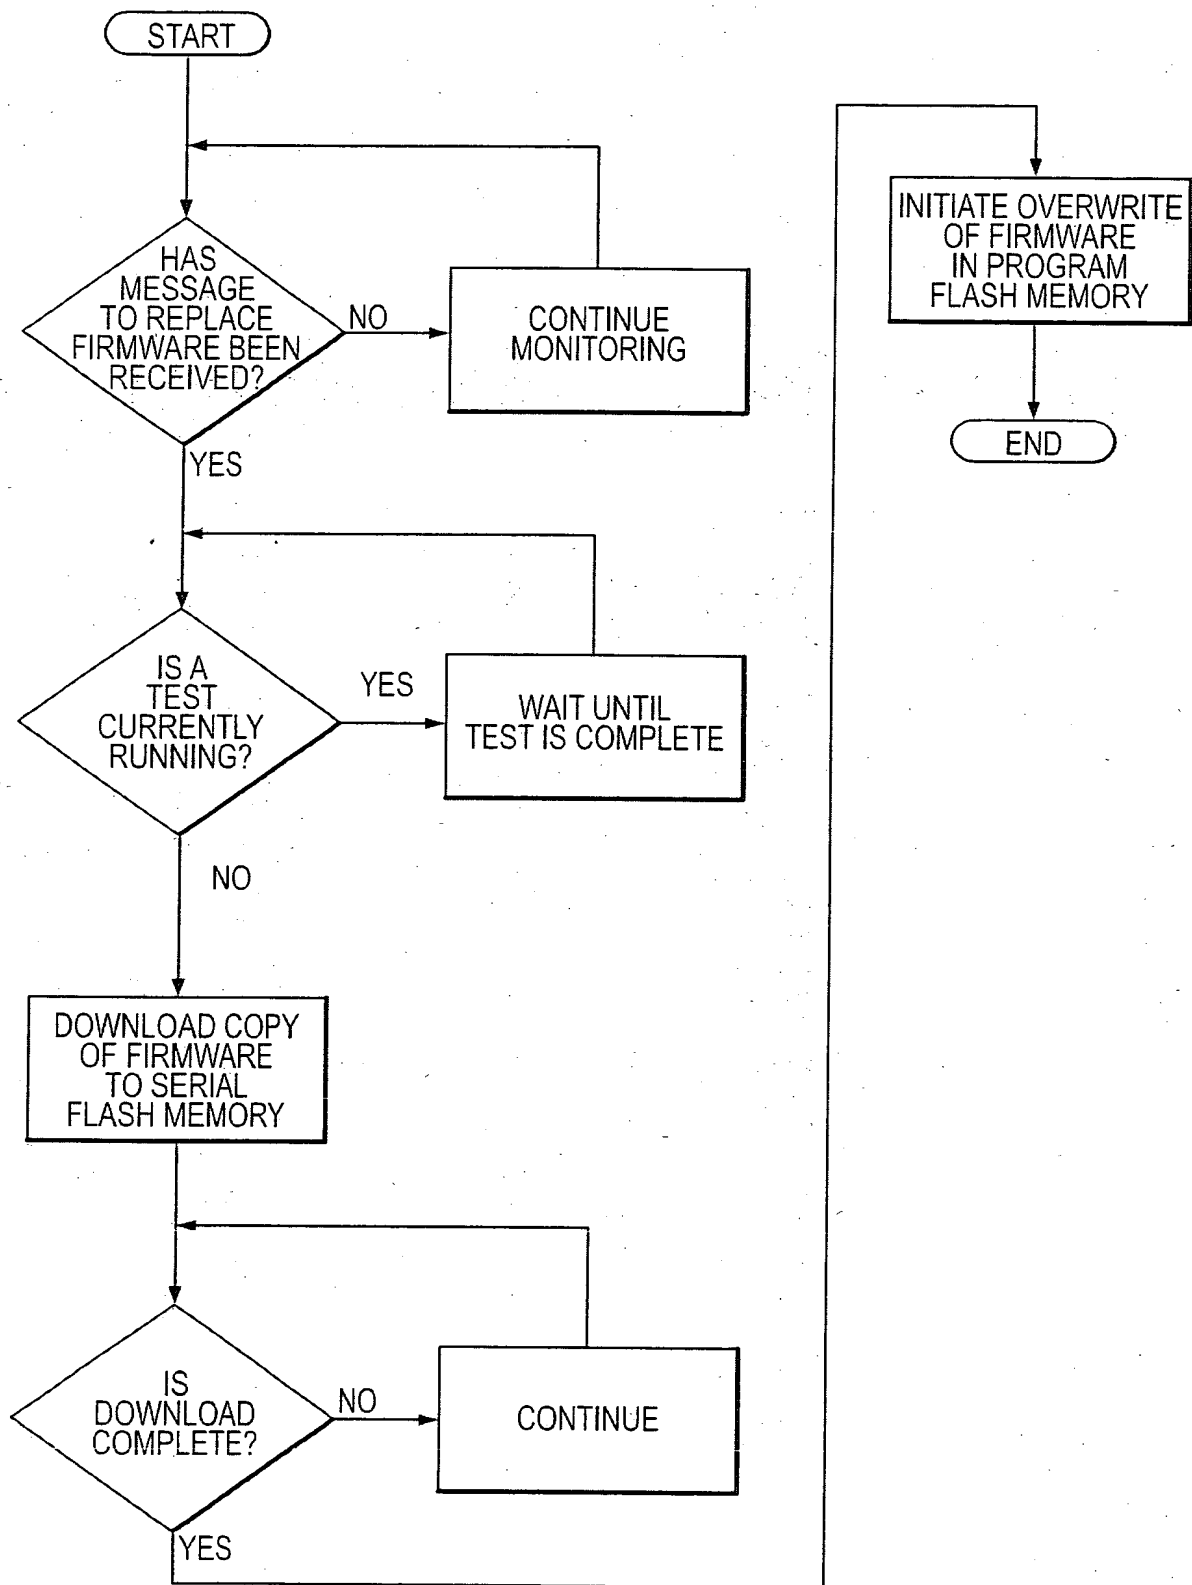 START
HAS
MESSAGE
TO REPLACE
FIRMWARE BEEN
RECEIVED?
NO
CONTINUE
MONITORING
YES
IS A
TEST
CURRENTLY
RUNNING?
YES
WAIT UNTIL
TEST IS COMPLETE
NO
DOWNLOAD COPY
OF FIRMWARE
TO SERIAL
FLASH MEMORY
IS
DOWNLOAD
COMPLETE?
NO
CONTINUE
YES
INITIATE OVERWRITE
OF FIRMWARE
IN PROGRAM
FLASH MEMORY
END